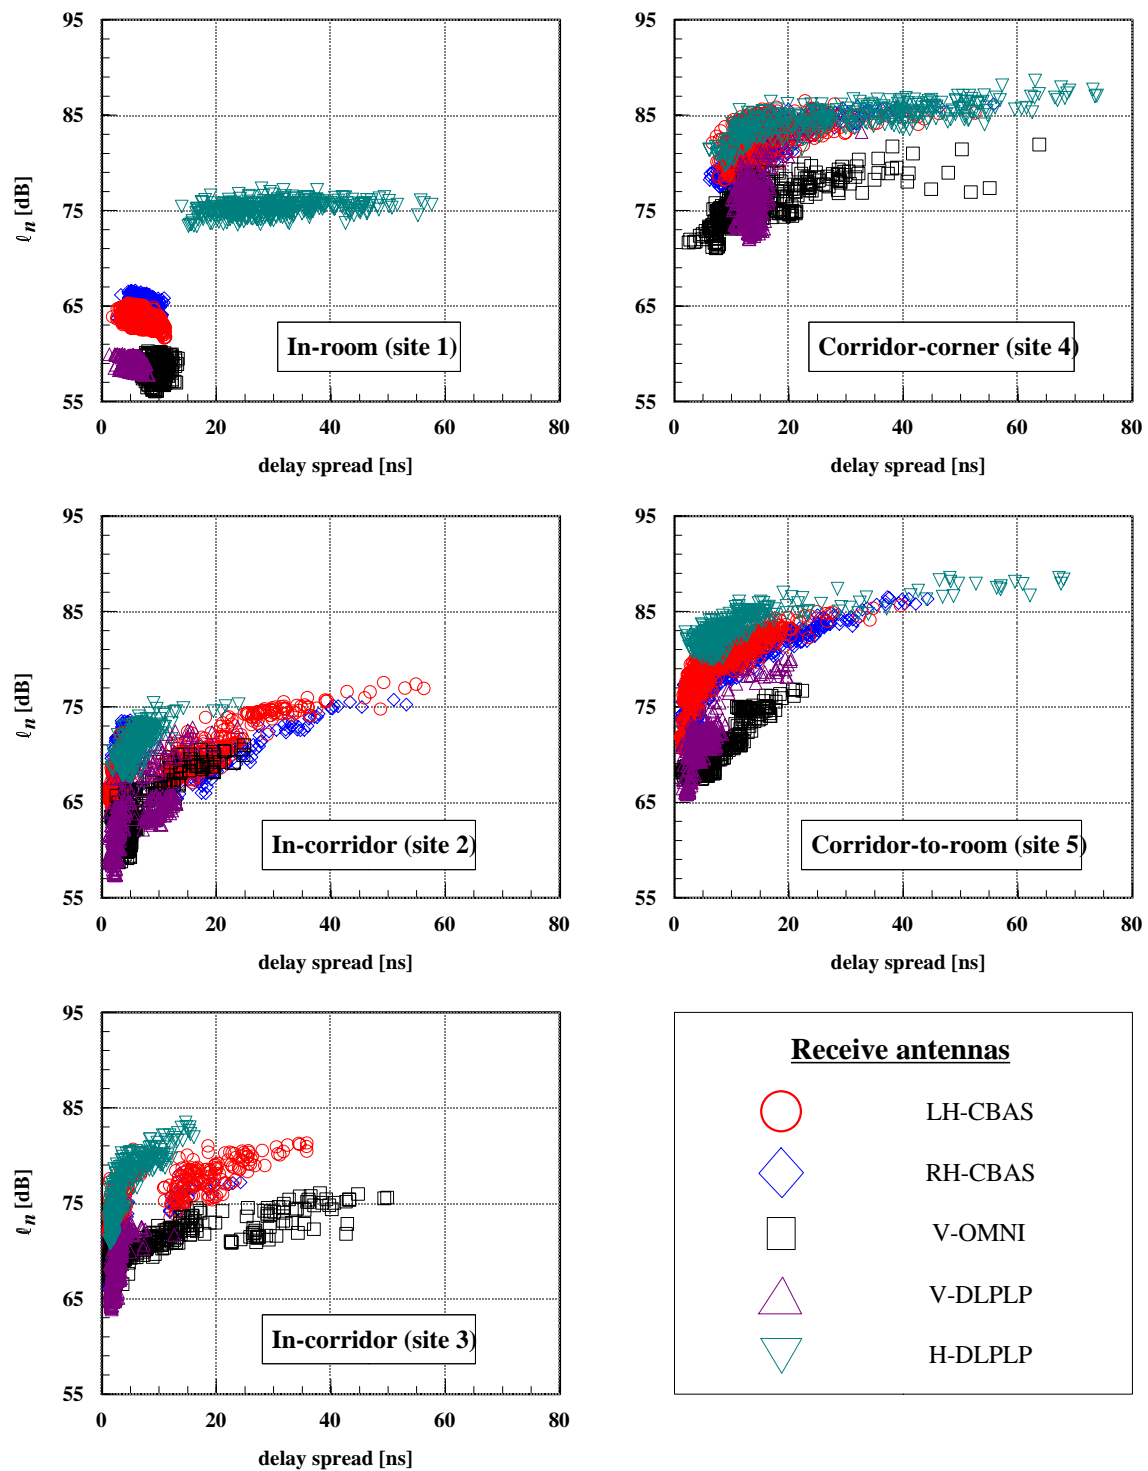 95
85
75
65
55
ℓn [dB]
In-room (site 1)
0 20 40 60 80
delay spread [ns]
95
85
75
65
55
Corridor-corner (site 4)
0 20 40 60 80
delay spread [ns]
95
85
75
65
55
ℓn [dB]
In-corridor (site 2)
0 20 40 60 80
delay spread [ns]
95
85
75
65
55
Corridor-to-room (site 5)
0 20 40 60 80
delay spread [ns]
95
85
75
65
55
ℓn [dB]
In-corridor (site 3)
0 20 40 60 80
delay spread [ns]
Receive antennas
LH-CBAS
RH-CBAS
V-OMNI
V-DLPLP
H-DLPLP